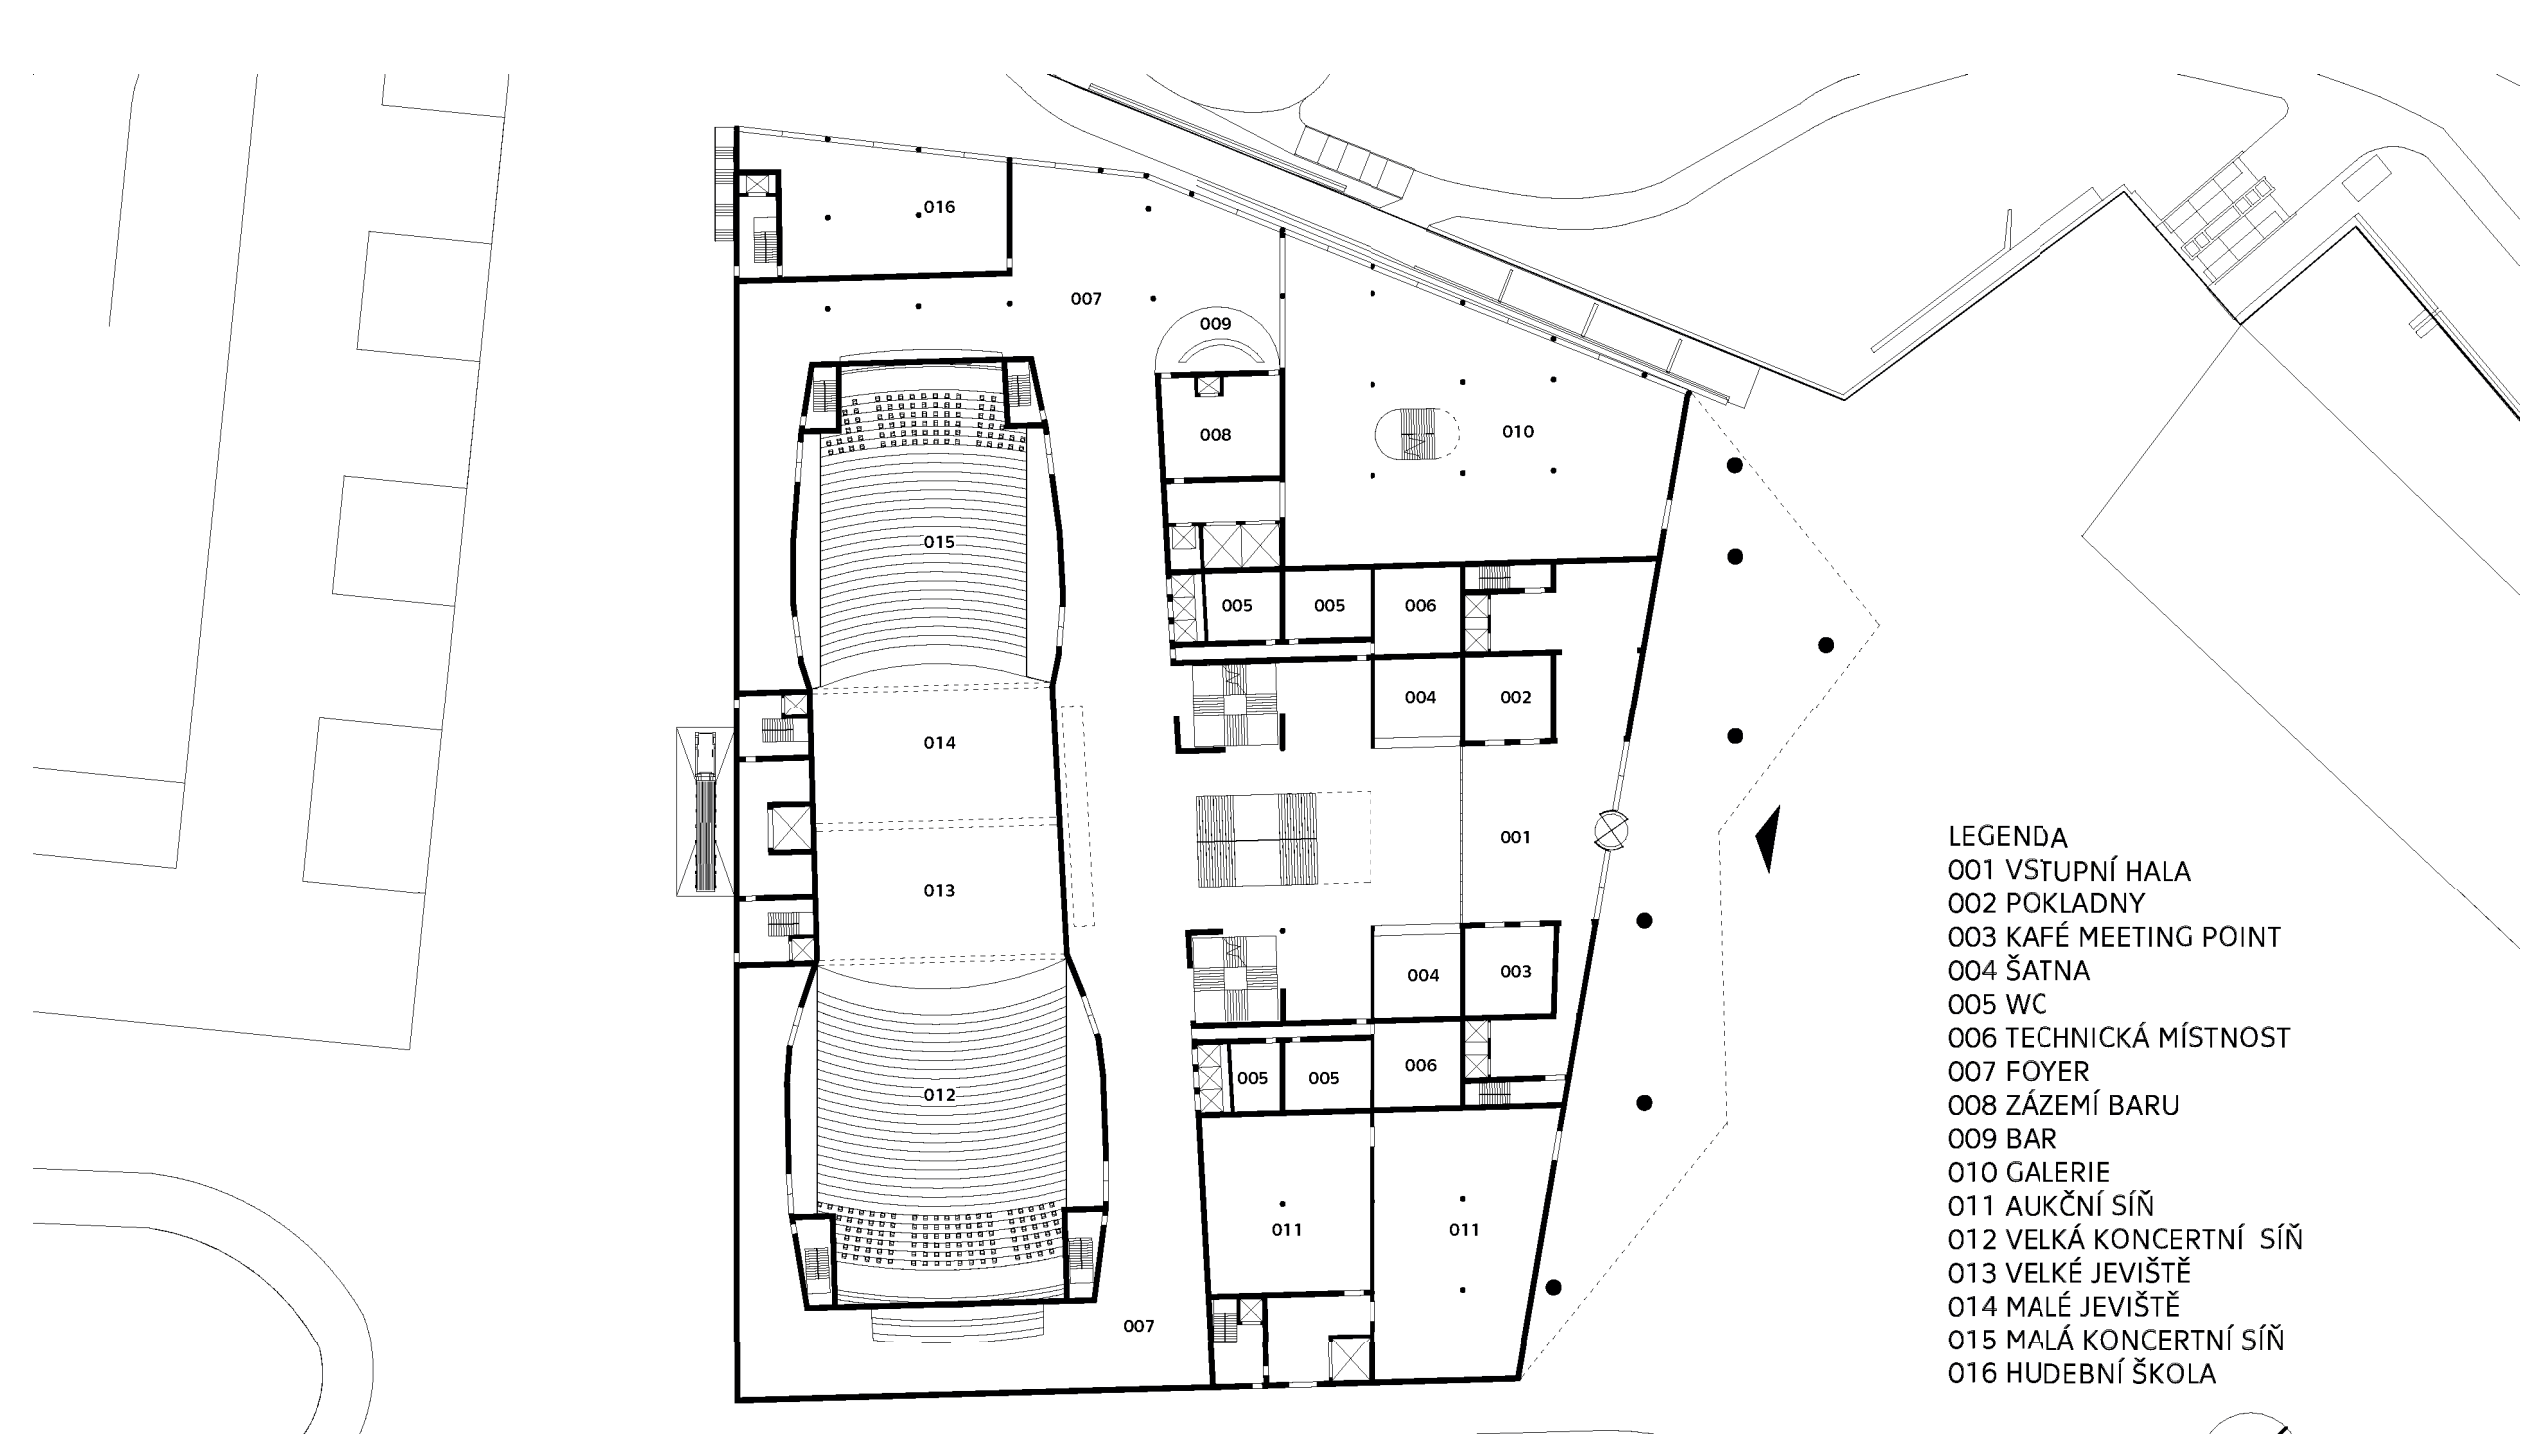 016
007
009
008
010
015
005
005
006
004
002
014
001
013
004
003
012
005
005
006
011
011
007
LEGENDA
001 VSTUPNÍ HALA
002 POKLADNY
003 KAFÉ MEETING POINT
004 ŠATNA
005 WC
006 TECHNICKÁ MÍSTNOST
007 FOYER
008 ZÁZEMÍ BARU
009 BAR
010 GALERIE
011 AUKČNÍ SÍŇ
012 VELKÁ KONCERTNÍ SÍŇ
013 VELKÉ JEVIŠTĚ
014 MALÉ JEVIŠTĚ
015 MALÁ KONCERTNÍ SÍŇ
016 HUDEBNÍ ŠKOLA